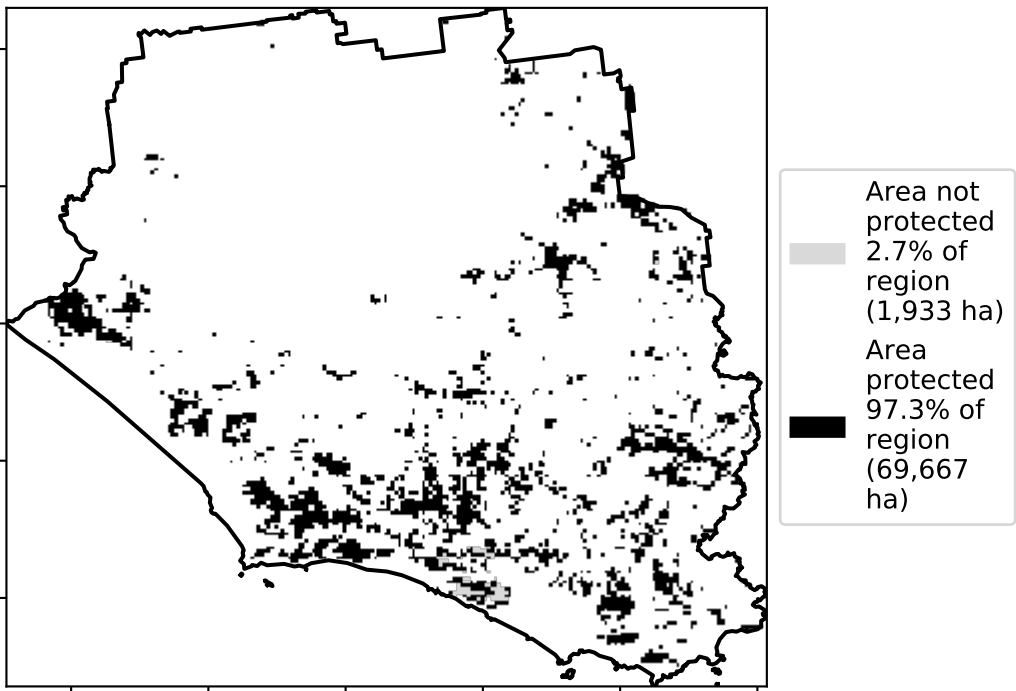 Area not
protected
2.7% of
region
(1,933 ha)
Area
protected
97.3% of
region
(69,667
ha)